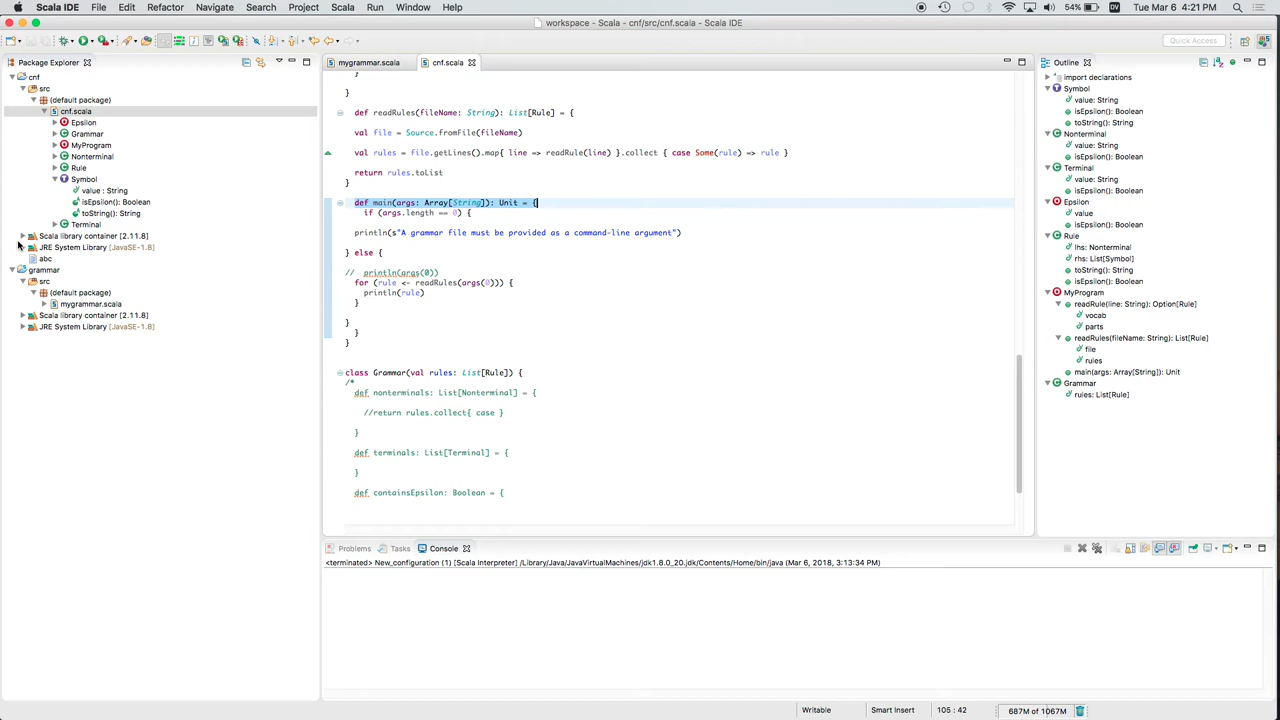 Scala IDE File Edit Refactor Navigate Search Project Scala Run Window Help 54% DV Tue Mar 6 4:21 PM
workspace - Scala - cnf/src/cnf.scala - Scala IDE
Quick Access
Package Explorer
cnf
src
(default package)
cnf.scala
Epsilon
Grammar
MyProgram
Nonterminal
Rule
Symbol
value : String
isEpsilon(): Boolean
toString(): String
Terminal
Scala library container [2.11.8]
JRE System Library [JavaSE-1.8]
abc
grammar
src
(default package)
mygrammar.scala
Scala library container [2.11.8]
JRE System Library [JavaSE-1.8]
mygrammar.scala cnf.scala
}
}
def readRules(fileName: String): List[Rule] = {
val file = Source.fromFile(fileName)
val rules = file.getLines().map{ line => readRule(line) }.collect { case Some(rule) => rule }
return rules.toList
}
def main(args: Array[String]): Unit = {
if (args.length == 0) {
println(s"A grammar file must be provided as a command-line argument")
} else {
// println(args(0))
for (rule <- readRules(args(0))) {
println(rule)
}
}
}
}
class Grammar(val rules: List[Rule]) {
/*
def nonterminals: List[Nonterminal] = {
//return rules.collect{ case }
}
def terminals: List[Terminal] = {
}
def containsEpsilon: Boolean = {
Outline
import declarations
Symbol
value: String
isEpsilon: Boolean
toString: String
Nonterminal
value: String
isEpsilon: Boolean
Terminal
value: String
isEpsilon: Boolean
Epsilon
value
isEpsilon: Boolean
Rule
lhs: Nonterminal
rhs: List[Symbol]
toString: String
isEpsilon: Boolean
MyProgram
readRule(line: String): Option[Rule]
vocab
parts
readRules(fileName: String): List[Rule]
file
rules
main(args: Array[String]): Unit
Grammar
rules: List[Rule]
Problems Tasks Console
<terminated> New_configuration (1) [Scala Interpreter] /Library/Java/JavaVirtualMachines/jdk1.8.0_20.jdk/Contents/Home/bin/java (Mar 6, 2018, 3:13:34 PM)
Writable Smart Insert 105 : 42 687M of 1067M